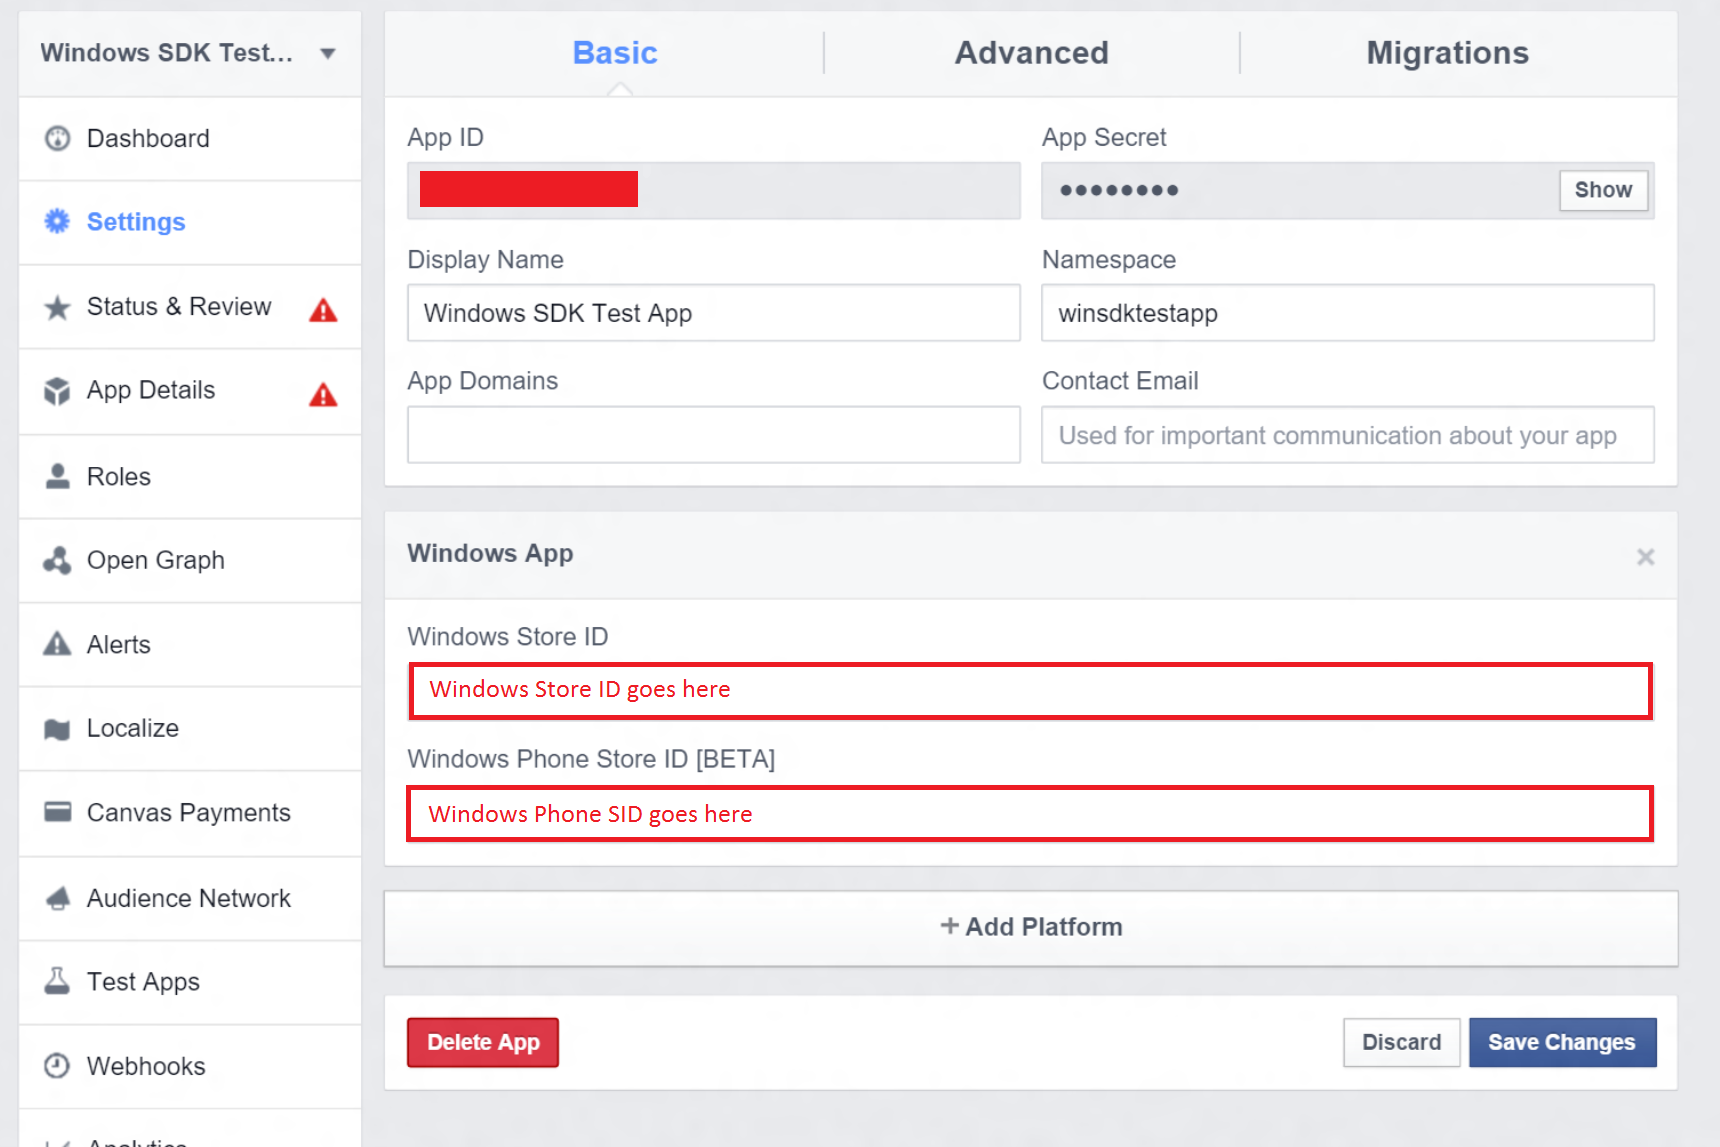 Windows SDK Test...
Dashboard
Settings
Status & Review
App Details
Roles
Open Graph
Alerts
Localize
Canvas Payments
Audience Network
Test Apps
Webhooks
Analytics
Basic
Advanced
Migrations
App ID
App Secret
••••••••
Show
Display Name
Namespace
Windows SDK Test App
winsdktestapp
App Domains
Contact Email
Used for important communication about your app
Windows App
×
Windows Store ID
Windows Store ID goes here
Windows Phone Store ID [BETA]
Windows Phone SID goes here
+ Add Platform
Delete App
Discard
Save Changes